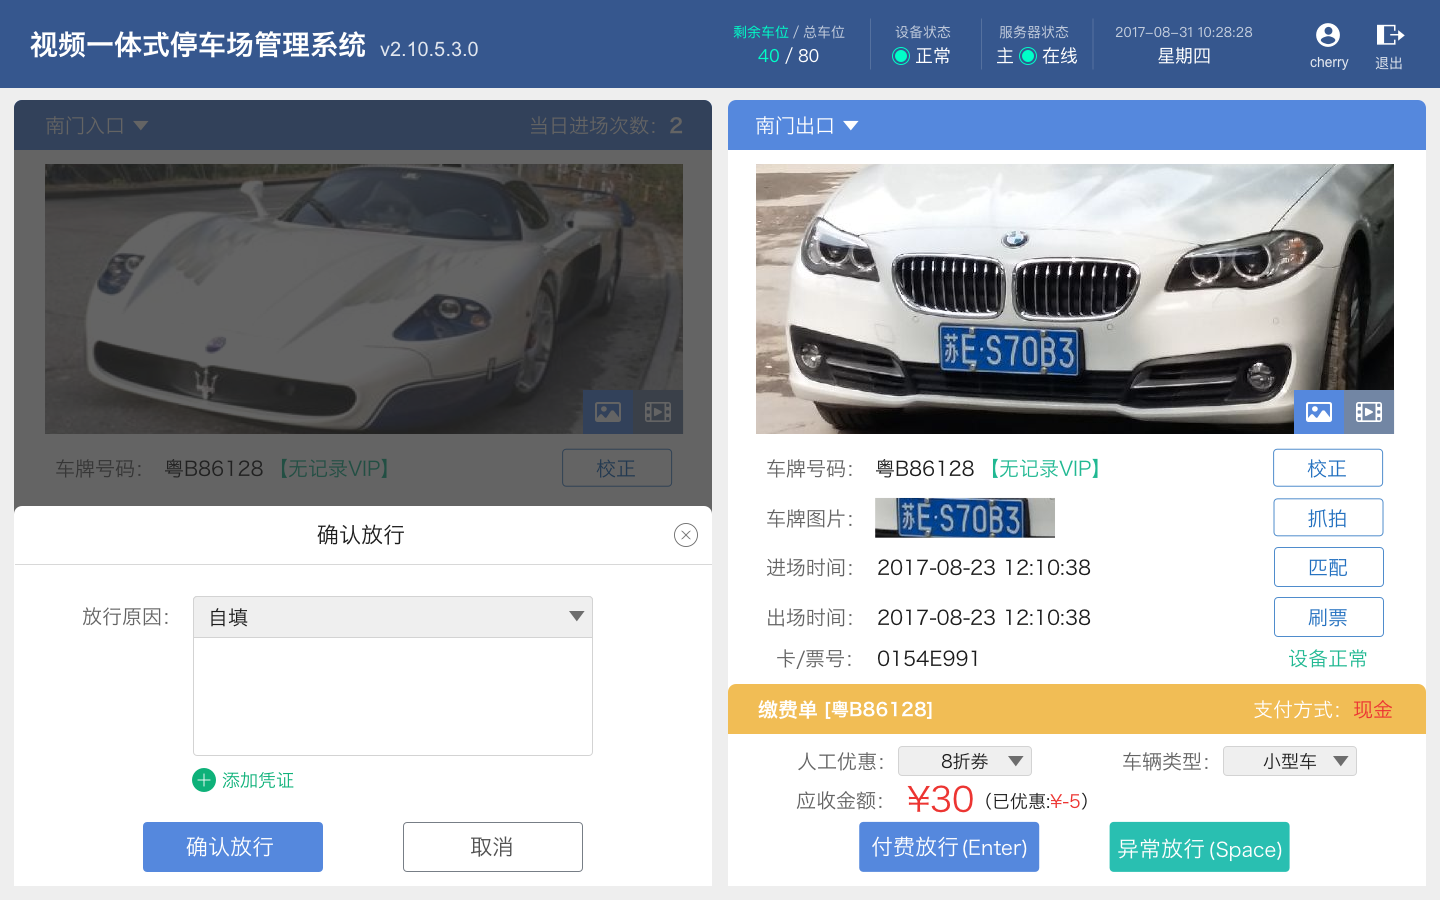 视频一体式停车场管理系统 v2.10.5.3.0
剩余车位 / 总车位
40 / 80
设备状态
正常
服务器状态
主 在线
2017-08-31 10:28:28
星期四
cherry
退出
南门入口
当日进场次数：2
车牌号码： 粤B86128 【无记录VIP】
校正
确认放行
放行原因：
自填
添加凭证
确认放行
取消
南门出口
苏E·S70B3
车牌号码： 粤B86128 【无记录VIP】
校正
车牌图片： 苏E·S70B3
抓拍
进场时间： 2017-08-23 12:10:38
匹配
出场时间： 2017-08-23 12:10:38
刷票
卡/票号： 0154E991
设备正常
缴费单 [粤B86128]
支付方式：现金
人工优惠： 8折券
车辆类型： 小型车
应收金额： ¥30（已优惠:¥-5）
付费放行(Enter)
异常放行(Space)